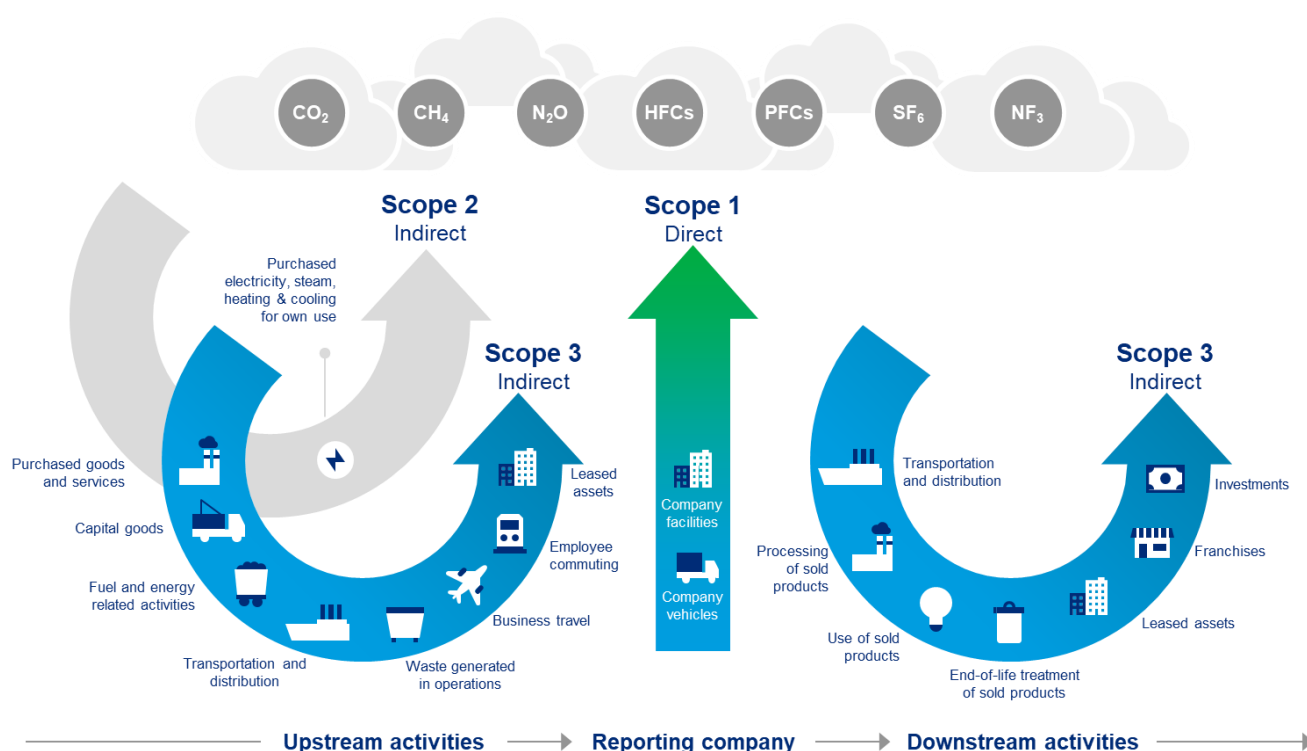 CO₂
CH₄
N₂O
HFCs
PFCs
SF₆
NF₃
Scope 2
Indirect
Purchased
electricity, steam,
heating & cooling
for own use
Scope 1
Direct
Scope 3
Indirect
Purchased goods
and services
Capital goods
Fuel and energy
related activities
Transportation and
distribution
Waste generated
in operations
Business travel
Employee
commuting
Leased
assets
Company
facilities
Company
vehicles
Scope 3
Indirect
Transportation
and distribution
Processing
of sold
products
Use of sold
products
End-of-life treatment
of sold products
Leased assets
Franchises
Investments
Upstream activities
Reporting company
Downstream activities